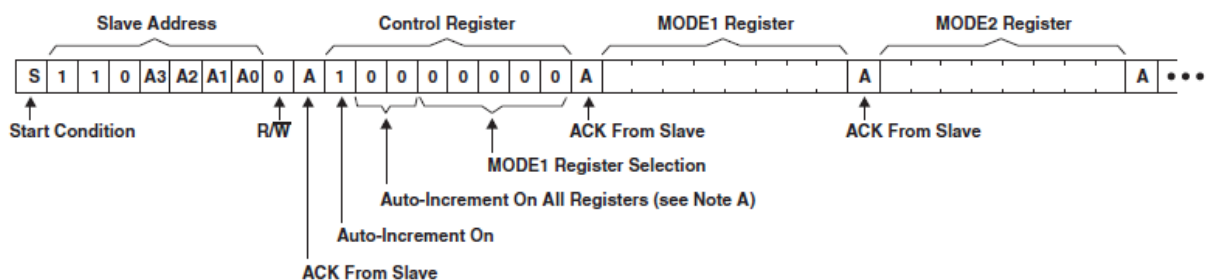 Slave Address Control Register MODE1 Register MODE2 Register
S 1 1 0 A3 A2 A1 A0 0 A 1 0 0 0 0 0 0 0 A A A •••
Start Condition R/W̅ ACK From Slave ACK From Slave
MODE1 Register Selection
Auto-Increment On All Registers (see Note A)
Auto-Increment On
ACK From Slave